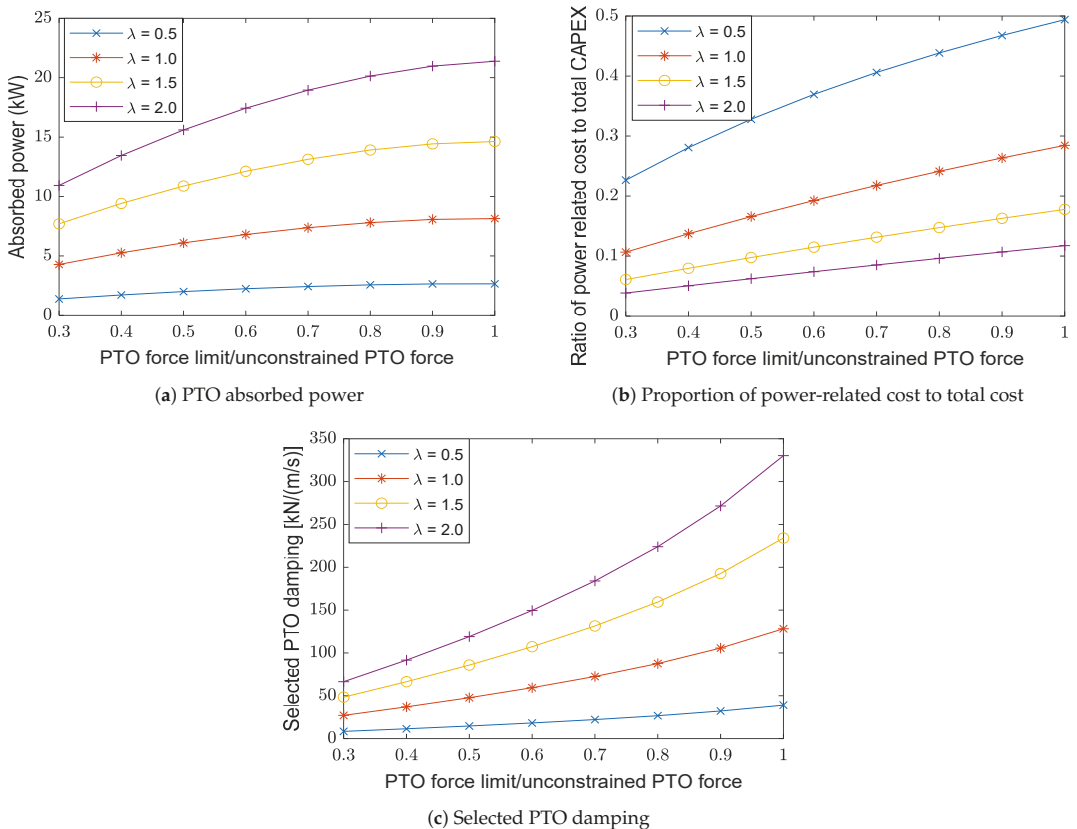 λ = 0.5
λ = 1.0
λ = 1.5
λ = 2.0
25
20
15
10
5
0
Absorbed power (kW)
0.3 0.4 0.5 0.6 0.7 0.8 0.9 1
PTO force limit/unconstrained PTO force
(a) PTO absorbed power
λ = 0.5
λ = 1.0
λ = 1.5
λ = 2.0
0.5
0.4
0.3
0.2
0.1
0
Ratio of power related cost to total CAPEX
0.3 0.4 0.5 0.6 0.7 0.8 0.9 1
PTO force limit/unconstrained PTO force
(b) Proportion of power-related cost to total cost
λ = 0.5
λ = 1.0
λ = 1.5
λ = 2.0
350
300
250
200
150
100
50
0
Selected PTO damping [kN/(m/s)]
0.3 0.4 0.5 0.6 0.7 0.8 0.9 1
PTO force limit/unconstrained PTO force
(c) Selected PTO damping